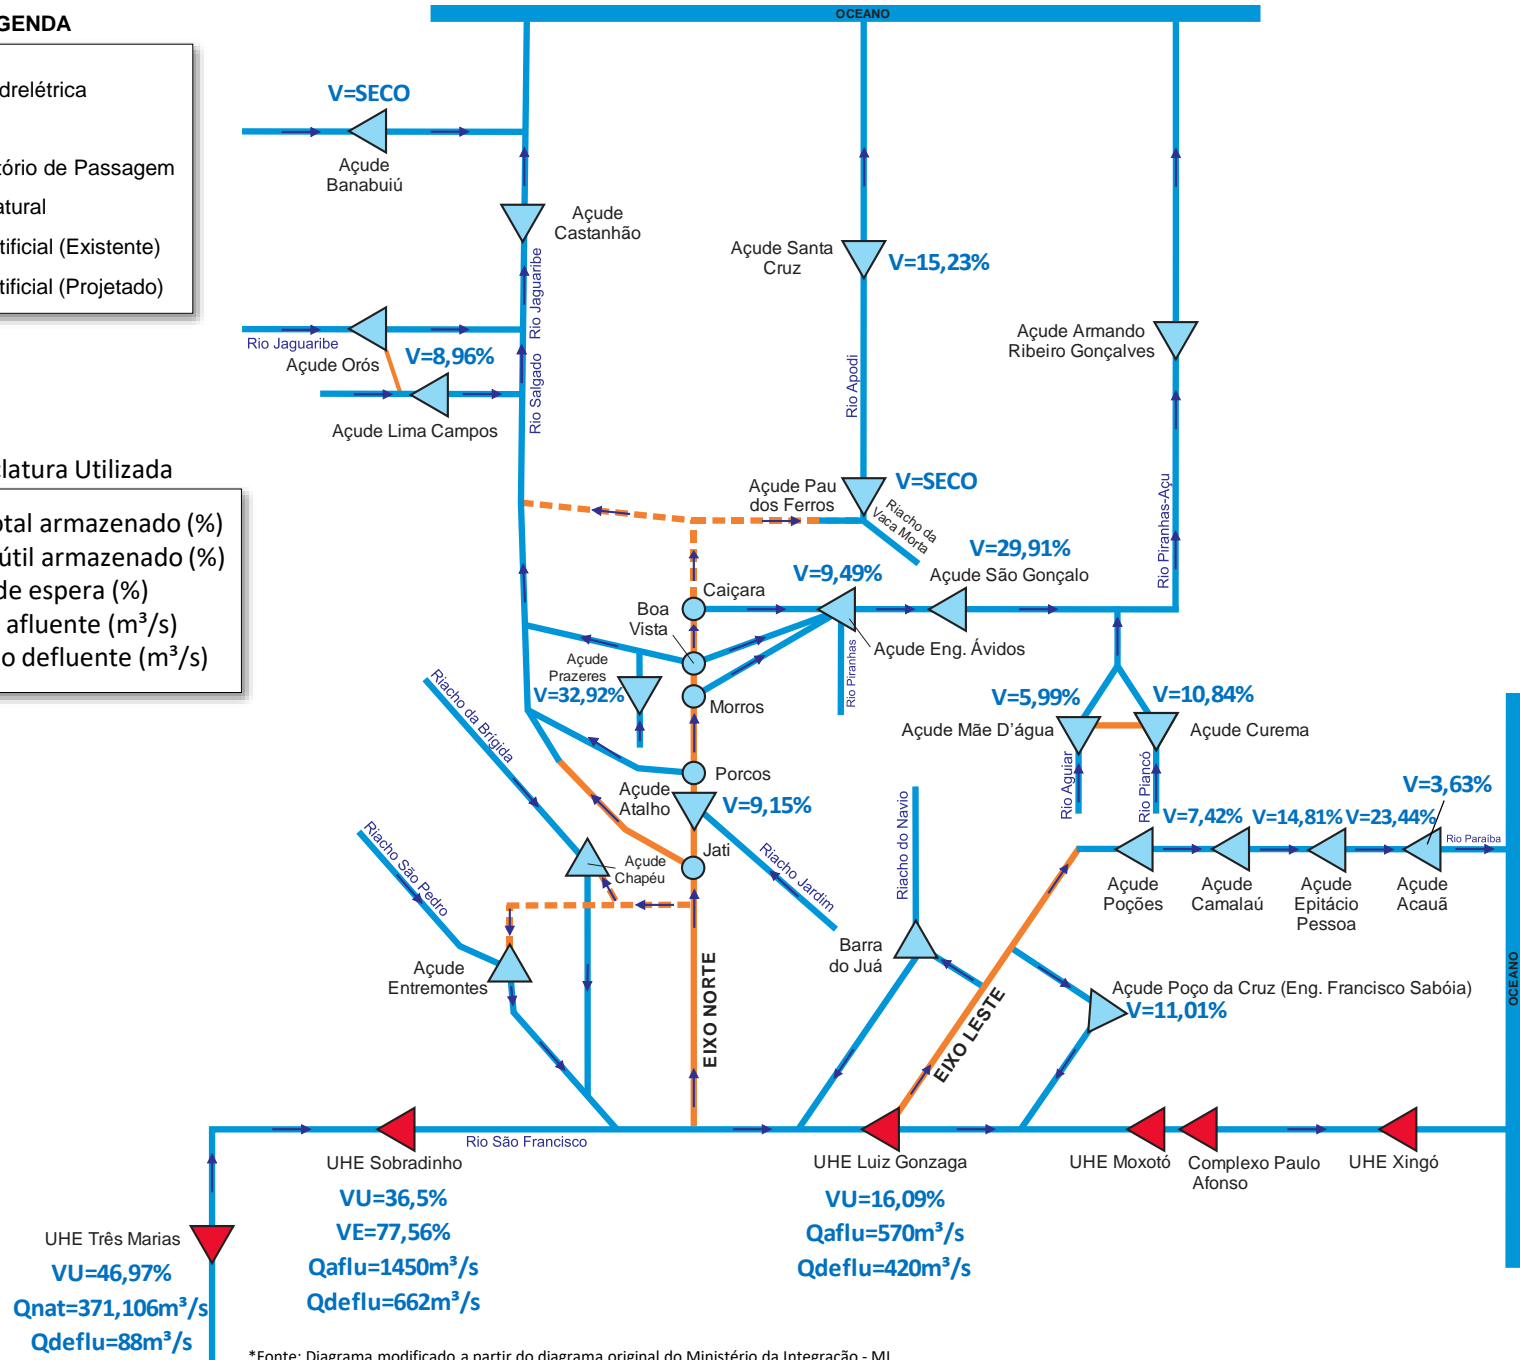 OCEANO
GENDA
drelétrica
tório de Passagem
atural
tificial (Existente)
tificial (Projetado)
V=SECO
Açude
Banabuiú
Açude
Castanhão
Rio Jaguaribe
Açude Santa
Cruz
V=15,23%
Açude Armando
Ribeiro Gonçalves
Rio Jaguaribe
Açude Orós
V=8,96%
Açude Lima Campos
Rio Salgado
Rio Apodi
clatura Utilizada
otal armazenado (%)
útil armazenado (%)
de espera (%)
afluente (m³/s)
o defluente (m³/s)
Açude Pau
dos Ferros
V=SECO
Riacho da
Vaca Morta
Rio Piranhas-Açu
V=29,91%
Açude São Gonçalo
V=9,49%
Caiçara
Boa
Vista
Açude Eng. Ávidos
Rio Piranhas
Açude
Prazeres
V=32,92%
Morros
Riacho da Brígida
V=5,99%
Açude Mãe D'água
V=10,84%
Açude Curema
Rio Aguiar
Rio Piancó
Porcos
Açude
Atalho
V=9,15%
Jati
Riacho Jardim
Açude
Chapéu
Riacho São Pedro
Açude
Entremontes
Riacho do Navio
Barra
do Juá
V=3,63%
V=7,42%
V=14,81%
V=23,44%
Rio Paraíba
Açude
Poções
Açude
Camalaú
Açude
Epitácio
Pessoa
Açude
Acauã
OCEANO
EIXO NORTE
EIXO LESTE
Açude Poço da Cruz (Eng. Francisco Sabóia)
V=11,01%
Rio São Francisco
UHE Sobradinho
VU=36,5%
VE=77,56%
Qaflu=1450m³/s
Qdeflu=662m³/s
UHE Luiz Gonzaga
VU=16,09%
Qaflu=570m³/s
Qdeflu=420m³/s
UHE Moxotó
Complexo Paulo
Afonso
UHE Xingó
UHE Três Marias
VU=46,97%
Qnat=371,106m³/s
Qdeflu=88m³/s
*Fonte: Diagrama modificado a partir do diagrama original do Ministério da Integração - MI